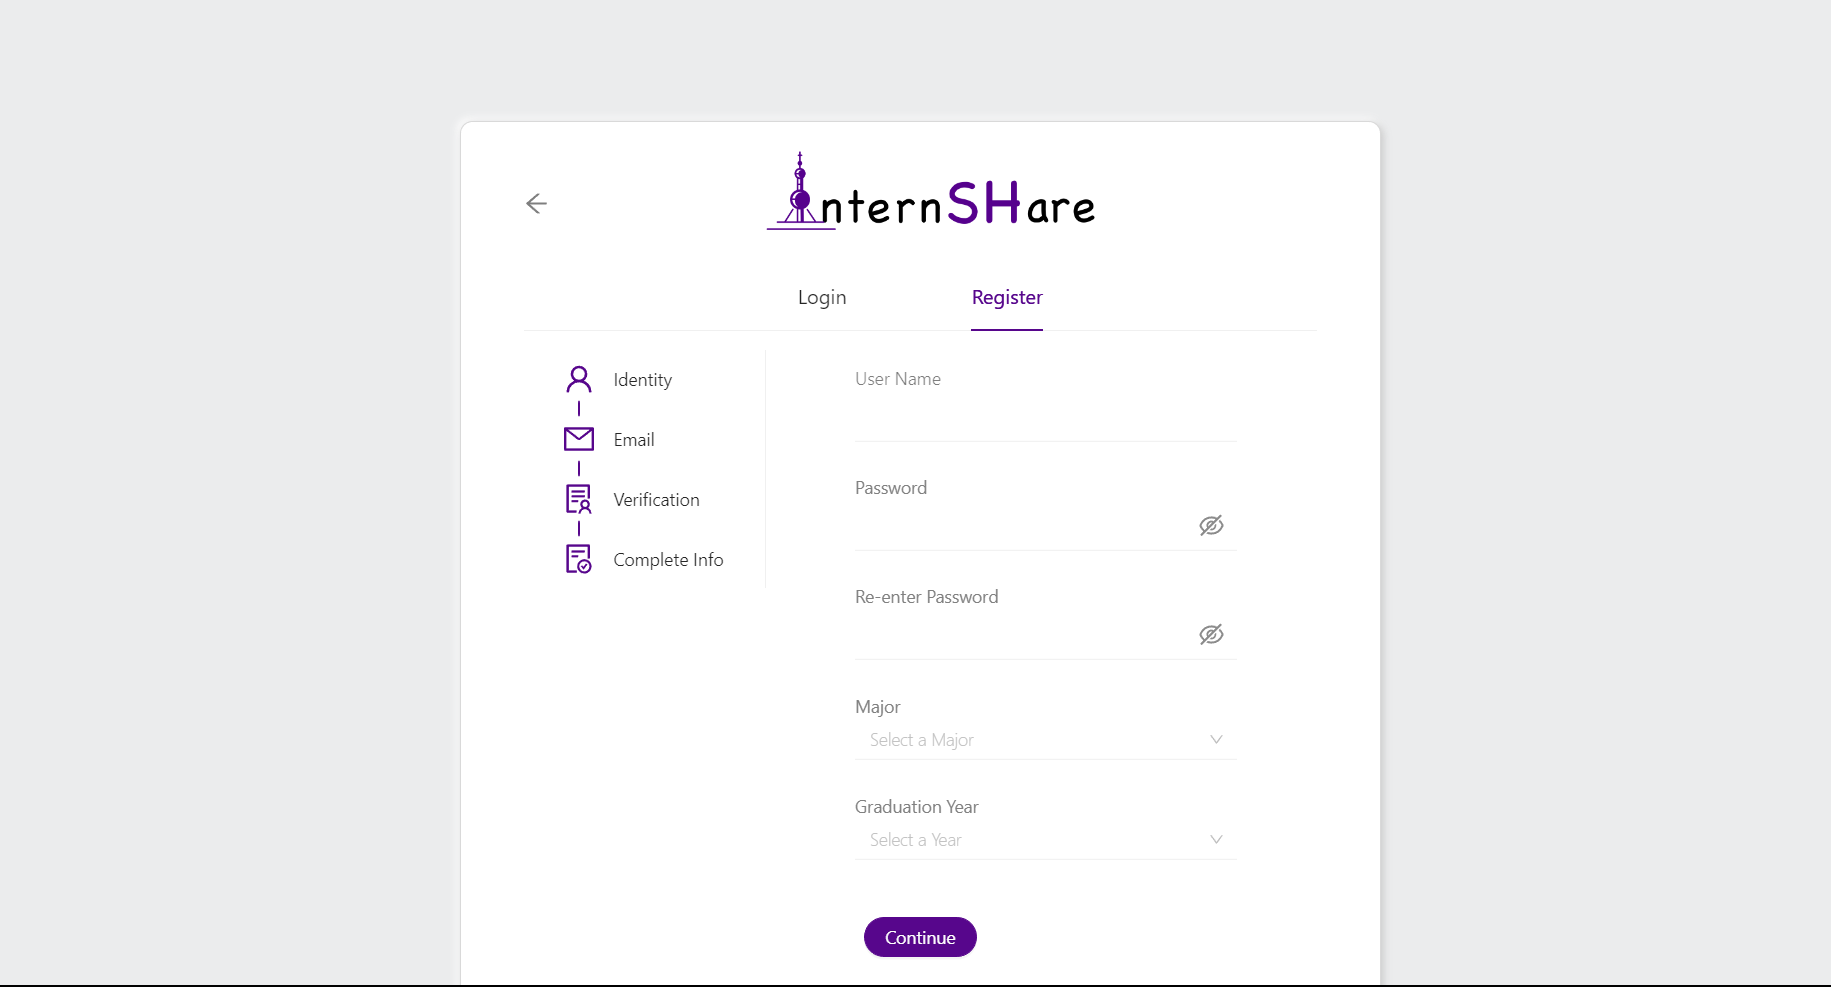 InternSHare
Login
Register
Identity
Email
Verification
Complete Info
User Name
Password
Re-enter Password
Major
Select a Major
Graduation Year
Select a Year
Continue